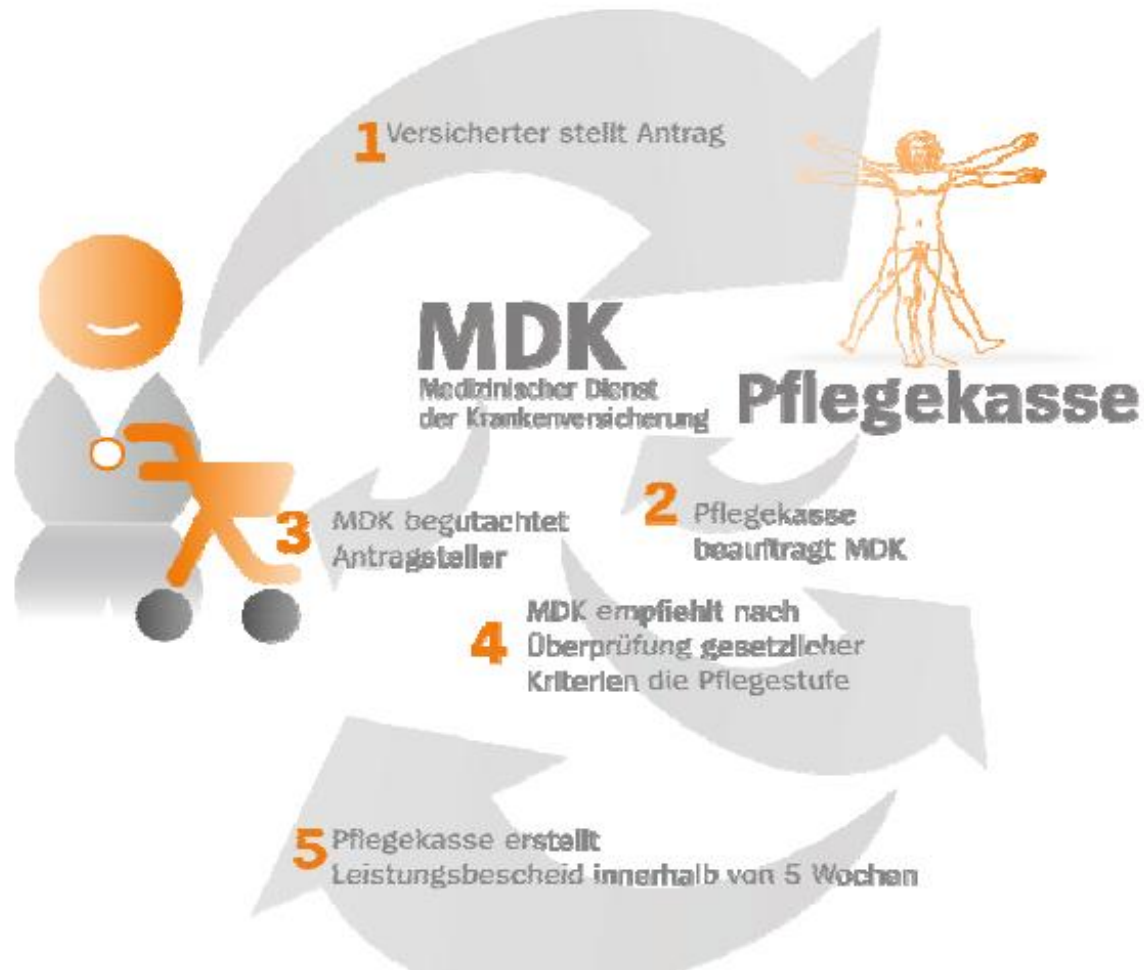 1 Versicherter stellt Antrag
MDK
Medizinischer Dienst
der Krankenversicherung
Pflegekasse
2 Pflegekasse
beauftragt MDK
3 MDK begutachtet
Antragsteller
4 MDK empfiehlt nach
Überprüfung gesetzlicher
Kriterien die Pflegestufe
5 Pflegekasse erstellt
Leistungsbescheid innerhalb von 5 Wochen